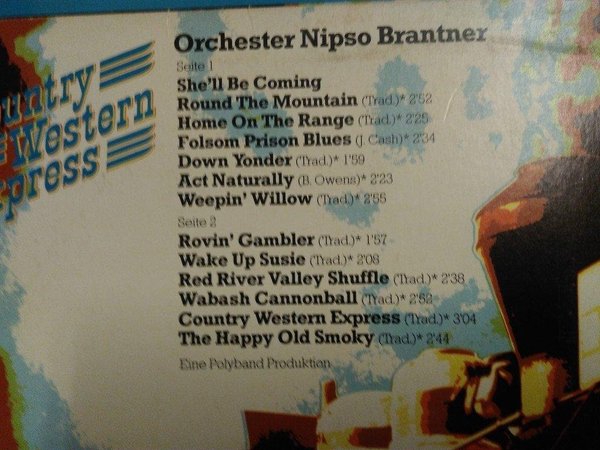 Orchester Nipso Brantner
Seite 1
She'll Be Coming
Round The Mountain (Trad.)* 2'52
Home On The Range (Trad.)* 2'25
Folsom Prison Blues (J. Cash)* 2'34
Down Yonder (Trad.)* 1'59
Act Naturally (B. Owens)* 2'23
Weepin' Willow (Trad.)* 2'55
Seite 2
Rovin' Gambler (Trad.)* 1'57
Wake Up Susie (Trad.)* 2'08
Red River Valley Shuffle (Trad.)* 2'38
Wabash Cannonball (Trad.)* 2'52
Country Western Express (Trad.)* 3'04
The Happy Old Smoky (Trad.)* 2'44
Eine Polyband Produktion
untry
Western
press